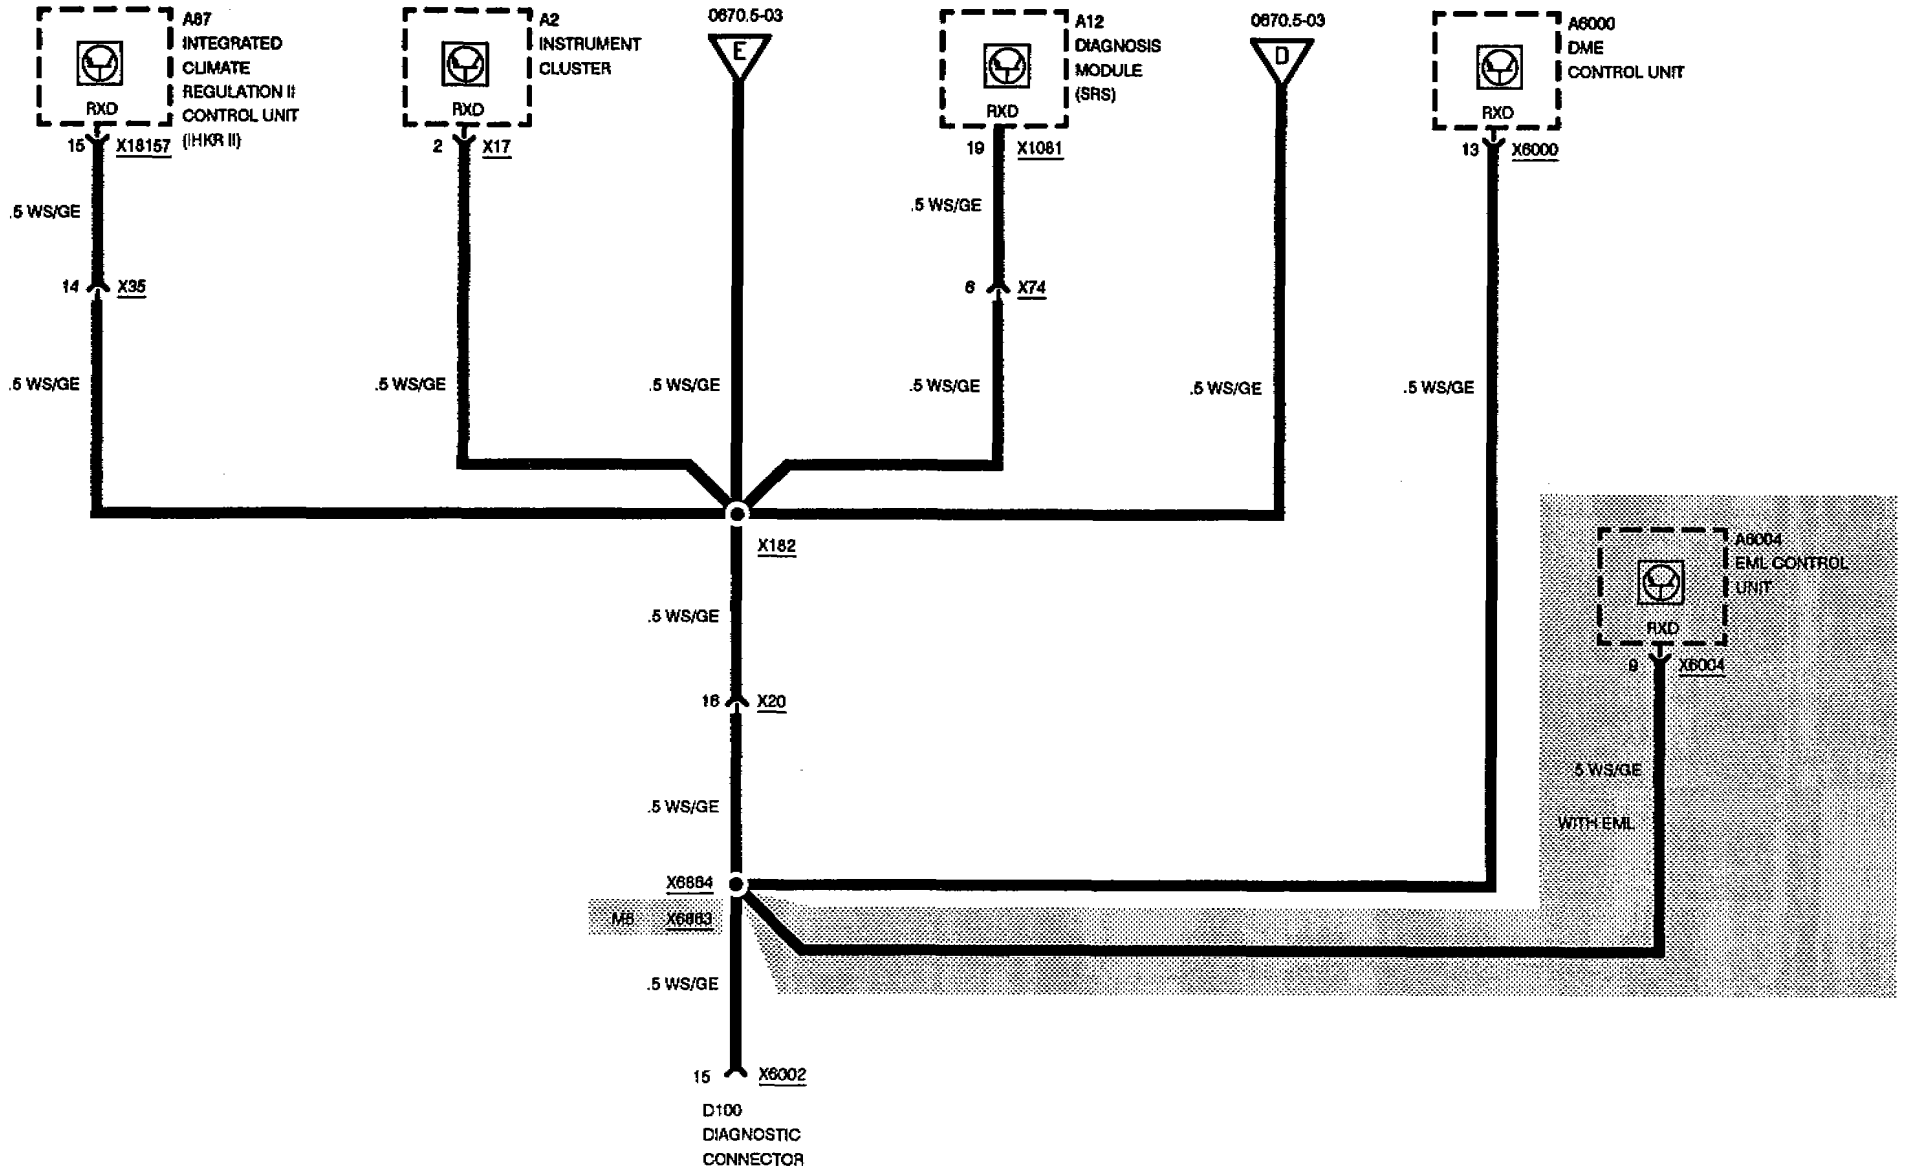 A87
INTEGRATED
CLIMATE
REGULATION II
CONTROL UNIT
(IHKR II)
RXD
15 X18157
A2
INSTRUMENT
CLUSTER
RXD
2 X17
0670.5-03
E
A12
DIAGNOSIS
MODULE
(SRS)
RXD
19 X1081
0670.5-03
D
A6000
DME
CONTROL UNIT
RXD
13 X6000
.5 WS/GE
.5 WS/GE
14 X35
6 X74
.5 WS/GE
.5 WS/GE
.5 WS/GE
.5 WS/GE
.5 WS/GE
.5 WS/GE
X182
A6004
EML CONTROL
UNIT
RXD
9 X6004
.5 WS/GE
16 X20
.5 WS/GE
WITH EML
.5 WS/GE
X6884
M5 X6883
.5 WS/GE
15 X6002
D100
DIAGNOSTIC
CONNECTOR